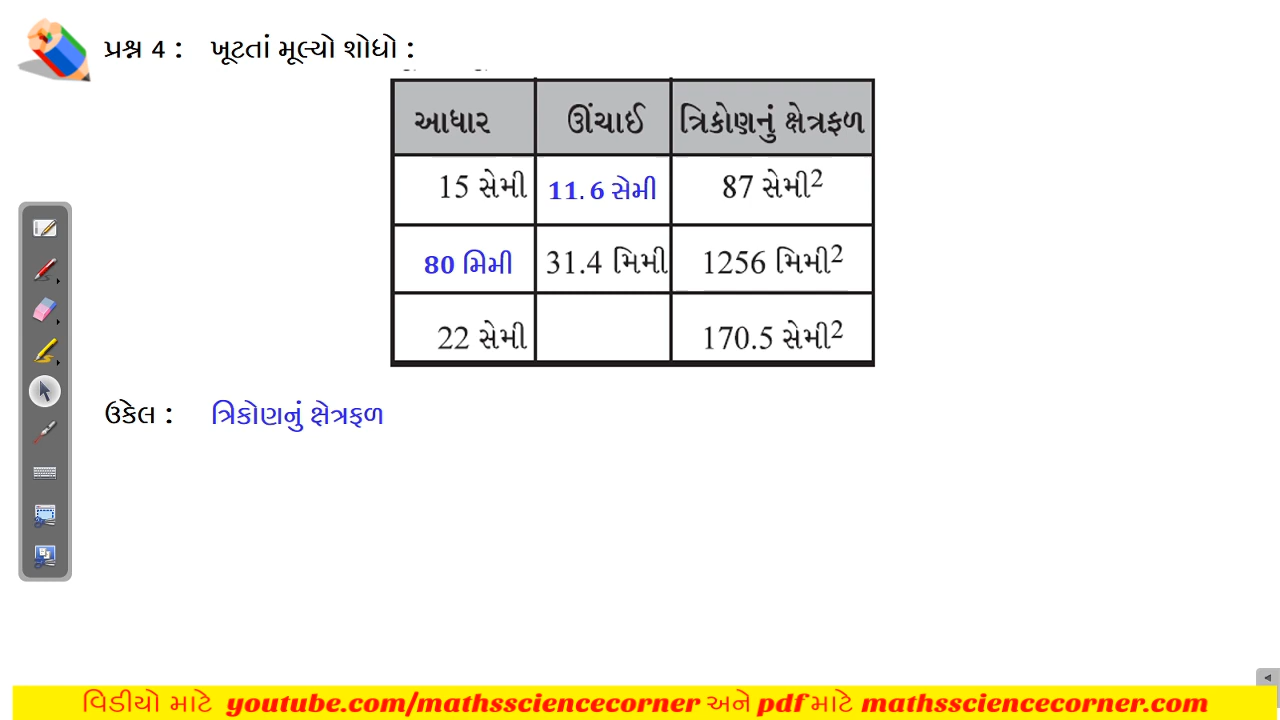 પ્રશ્ન 4 : ખૂટતાં મૂલ્યો શોધો :
આધાર ઊંચાઈ ત્રિકોણનું ક્ષેત્રફળ
15 સેમી 11.6 સેમી 87 સેમી²
80 મિમી 31.4 મિમી 1256 મિમી²
22 સેમી 170.5 સેમી²
ઉકેલ : ત્રિકોણનું ક્ષેત્રફળ
વિડીયો માટે youtube.com/mathssciencecorner અને pdf માટે mathssciencecorner.com